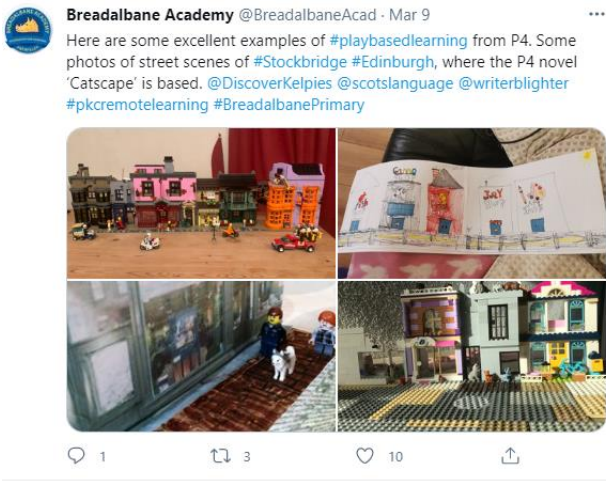 Breadalbane Academy @BreadalbaneAcad · Mar 9
Here are some excellent examples of #playbasedlearning from P4. Some
photos of street scenes of #Stockbridge #Edinburgh, where the P4 novel
‘Catscape’ is based. @DiscoverKelpies @scotslanguage @writerblighter
#pkcremotelearning #BreadalbanePrimary
1
3
10